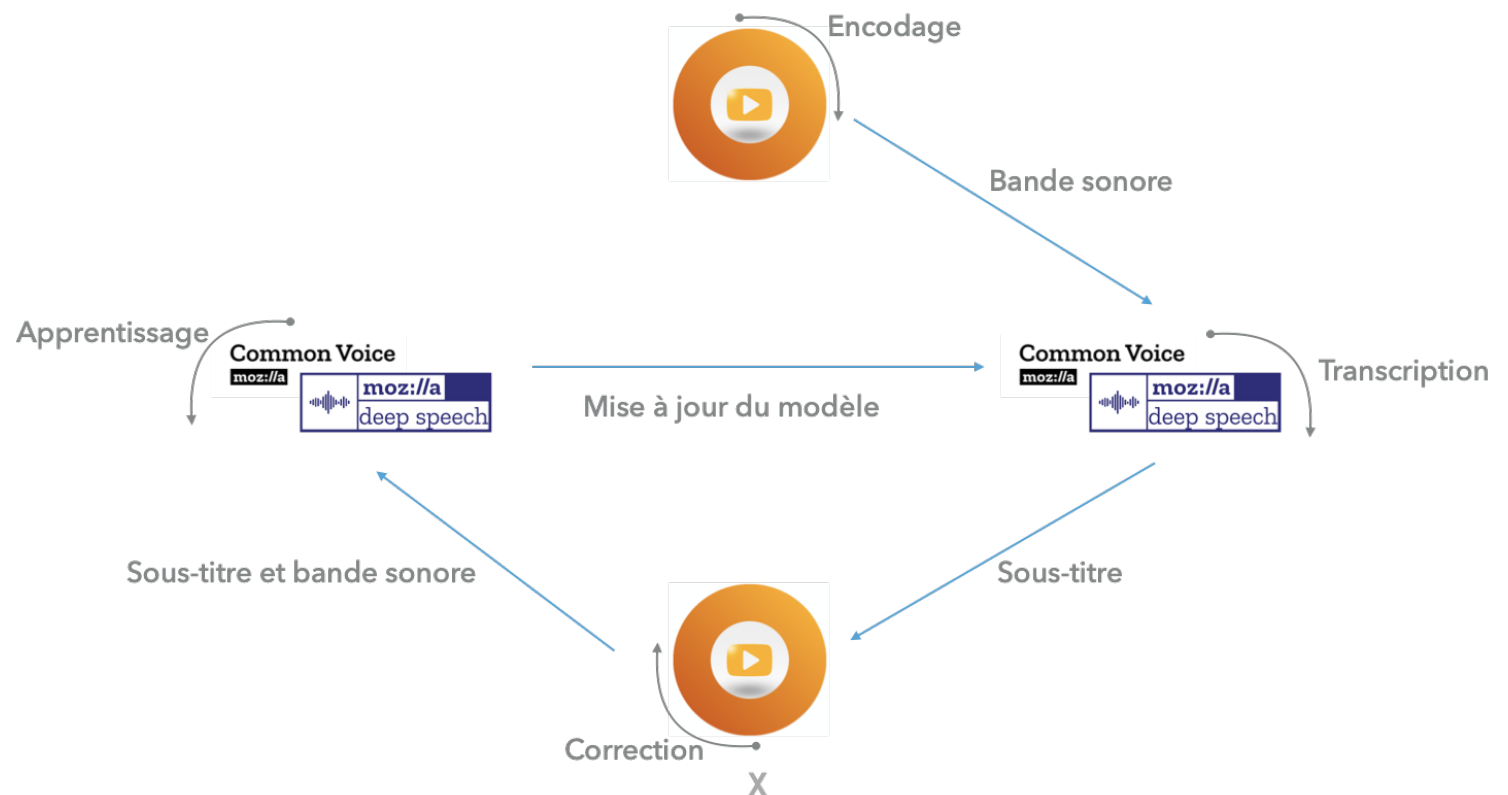 Encodage
Bande sonore
Apprentissage
Common Voice
moz://a
moz://a
deep speech
Mise à jour du modèle
Common Voice
moz://a
moz://a
deep speech
Transcription
Sous-titre et bande sonore
Sous-titre
Correction
X